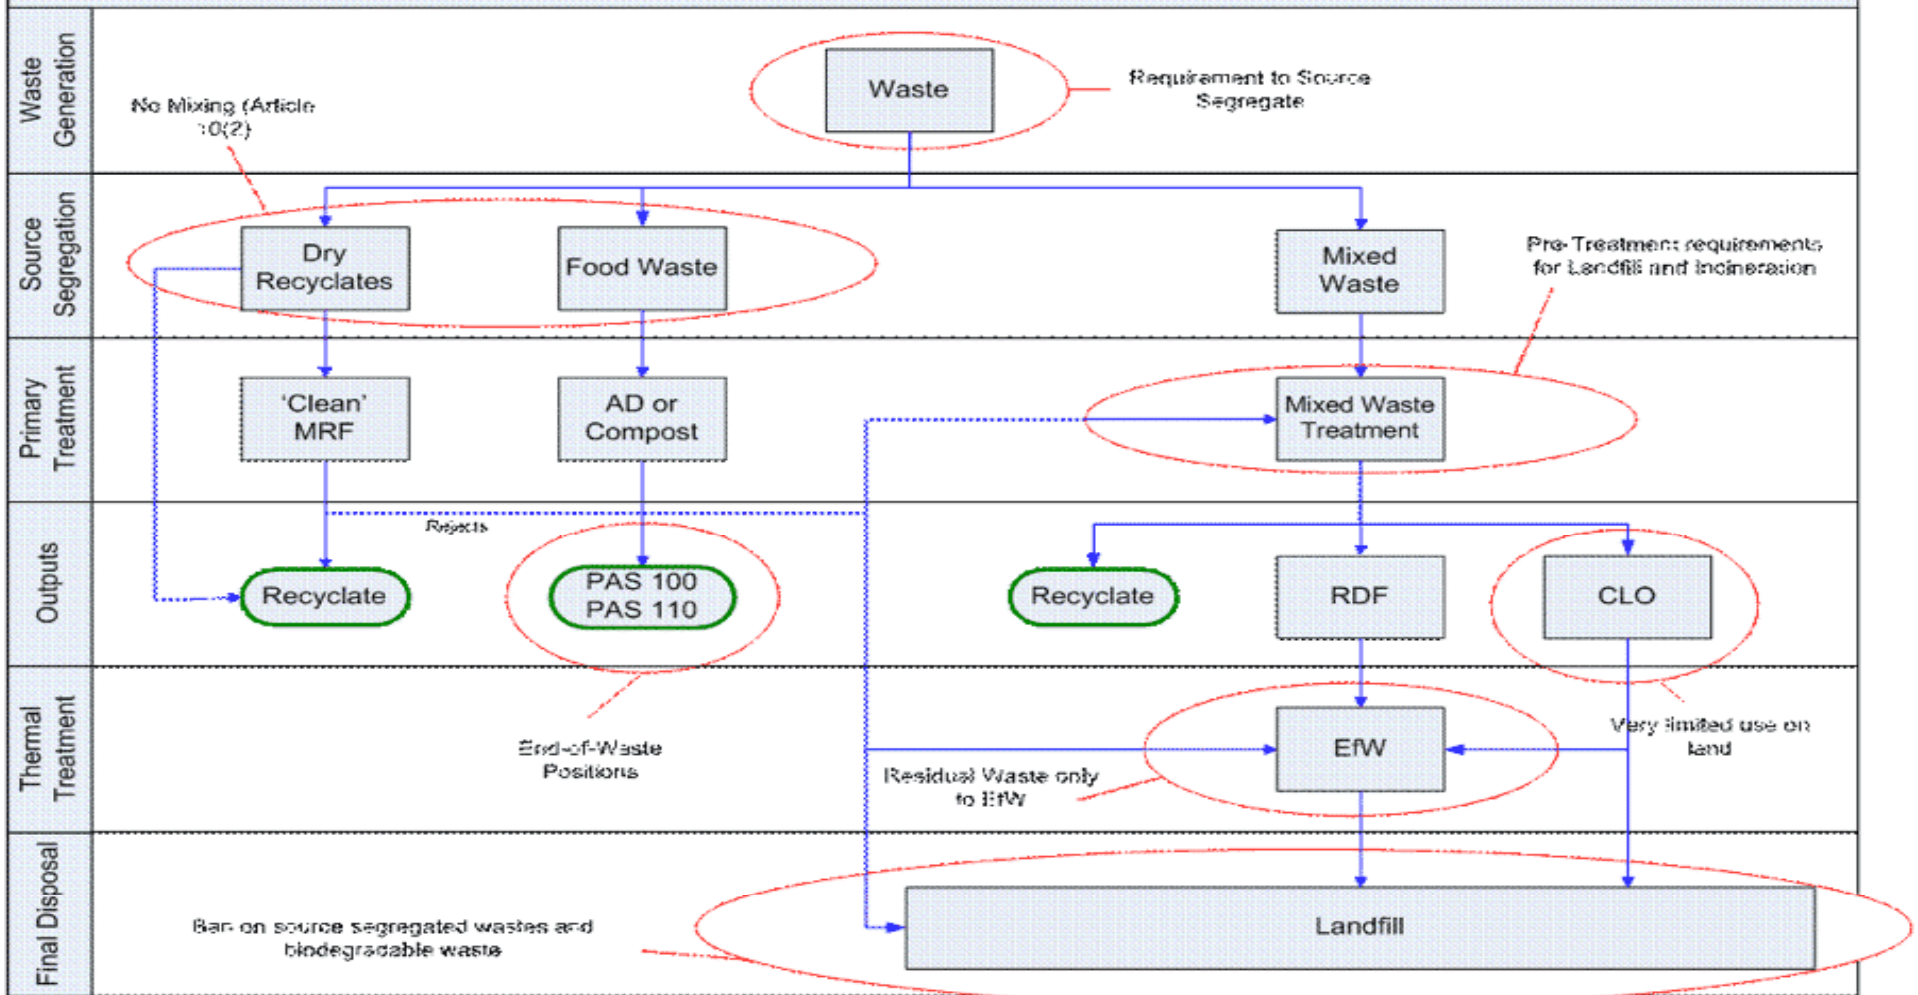 Waste
Generation
Waste
Requirement to Source
Segregate
No Mixing (Article
10(2)
Source
Segregation
Dry
Recyclates
Food Waste
Mixed
Waste
Pre-Treatment requirements
for Landfill and Incineration
Primary
Treatment
‘Clean’
MRF
AD or
Compost
Mixed Waste
Treatment
Outputs
Rejects
Recyclate
PAS 100
PAS 110
Recyclate
RDF
CLO
Thermal
Treatment
End-of-Waste
Positions
Residual Waste only
to EfW
EfW
Very limited use on
land
Final Disposal
Ban on source segregated wastes and
biodegradable waste
Landfill